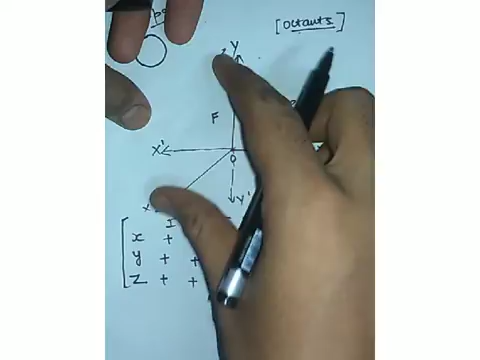 [Octants]
Y
F
X'
O
Y'
X
I
x +
y + +
z + +